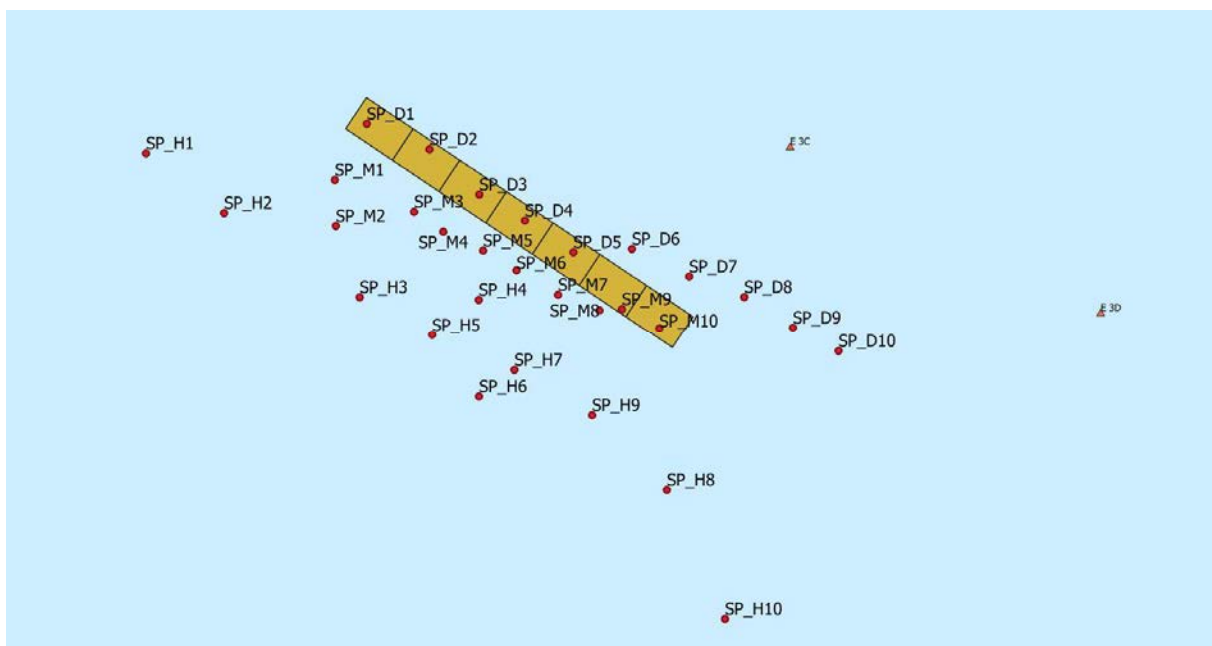 SP_D1
SP_D2
SP_H1
E 3C
SP_M1
SP_D3
SP_H2
SP_M3
SP_D4
SP_M2
SP_M4
SP_M5
SP_D5
SP_D6
SP_M6
SP_D7
SP_H3
SP_H4
SP_M7
SP_D8
SP_M8
SP_M9
E 3D
SP_H5
SP_M10
SP_D9
SP_D10
SP_H7
SP_H6
SP_H9
SP_H8
SP_H10